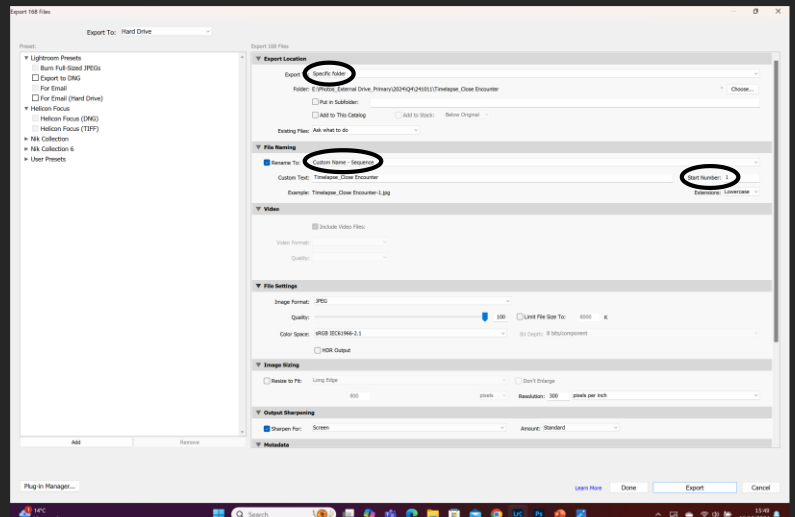 Export 168 Files
Export To: Hard Drive
Preset:
▼ Lightroom Presets
Burn Full-Sized JPEGs
Export to DNG
For Email
For Email (Hard Drive)
▼ Helicon Focus
Helicon Focus (DNG)
Helicon Focus (TIFF)
▶ Nik Collection
▶ Nik Collection 6
▶ User Presets
Add Remove
Plug-in Manager...
Export 168 Files
▼ Export Location
Export Specific folder
Folder: E:\Photos_External Drive_Primary\2024\Q4\241011\Timelapse_Close Encounter Choose...
Put in Subfolder:
Add to This Catalog Add to Stack: Below Original
Existing Files: Ask what to do
▼ File Naming
Rename To: Custom Name - Sequence
Custom Text: Timelapse_Close Encounter Start Number: 1
Example: Timelapse_Close Encounter-1.jpg Extensions: Lowercase
▼ Video
Include Video Files:
Video Format:
Quality:
▼ File Settings
Image Format: JPEG
Quality: 100 Limit File Size To: K
Color Space: sRGB IEC61966-2.1 Bit Depth: 8 bits/component
HDR Output
▼ Image Sizing
Resize to Fit: Long Edge Don't Enlarge
pixels Resolution: 300 pixels per inch
▼ Output Sharpening
Sharpen For: Screen Amount: Standard
▼ Metadata
Learn More Done Export Cancel
14°C Search 15:49